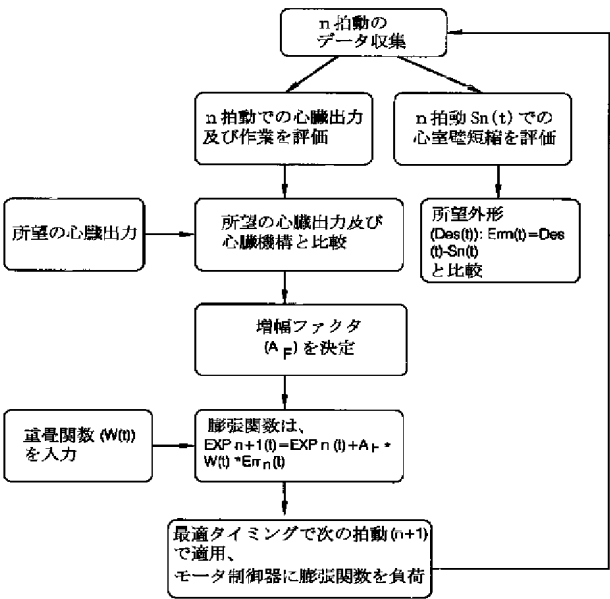 n拍動の
データ収集
n拍動での心臓出力
及び作業を評価
n拍動 Sn(t) での
心室壁短縮を評価
所望の心臓出力
所望の心臓出力及び
心臓機構と比較
所望外形
(Des(t)): Errn(t)=Des
(t)-Sn(t)
と比較
増幅ファクタ
(A F) を決定
重畳関数 (W(t))
を入力
膨張関数は、
EXP n+1(t)=EXP n (t)+A F *
W(t) *Err n(t)
最適タイミングで次の拍動(n+1)
で適用、
モータ制御器に膨張関数を負荷